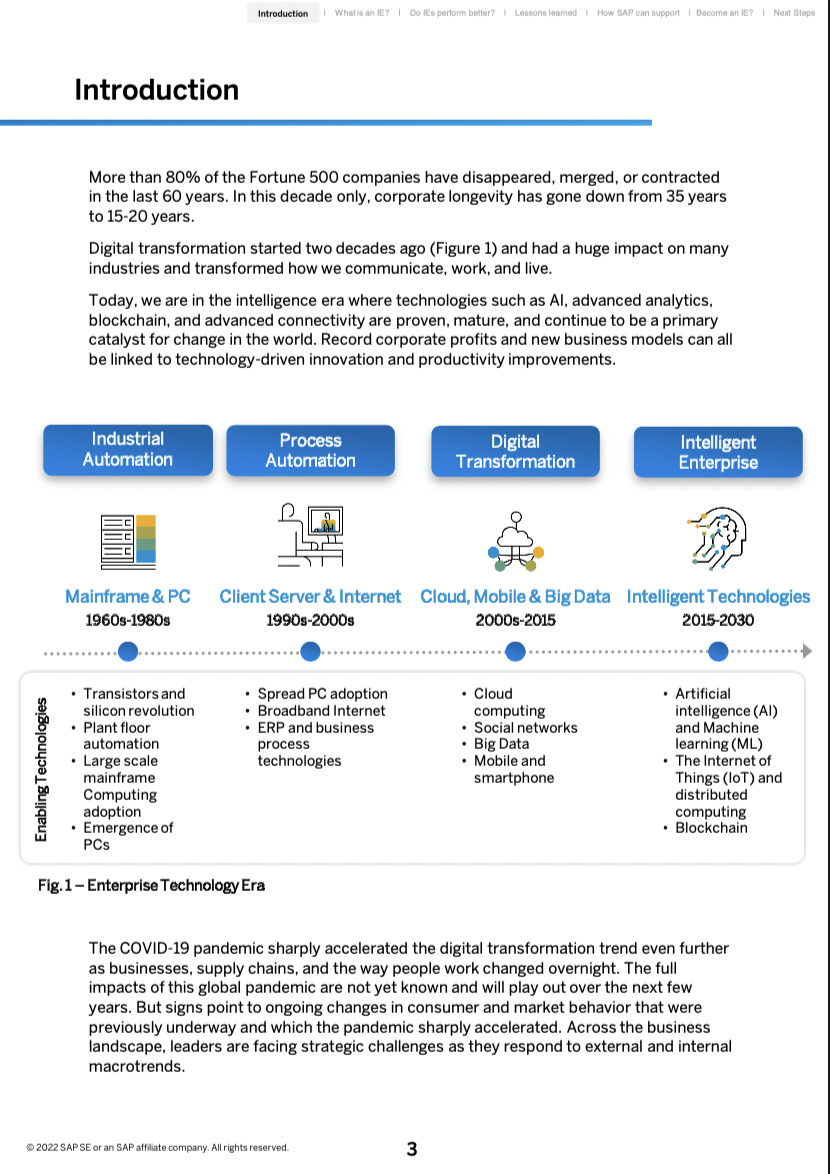 Introduction | What is an IE? | Do IEs perform better? | Lessons learned | How SAP can support | Become an IE? | Next Steps
Introduction
More than 80% of the Fortune 500 companies have disappeared, merged, or contracted
in the last 60 years. In this decade only, corporate longevity has gone down from 35 years
to 15-20 years.
Digital transformation started two decades ago (Figure 1) and had a huge impact on many
industries and transformed how we communicate, work, and live.
Today, we are in the intelligence era where technologies such as AI, advanced analytics,
blockchain, and advanced connectivity are proven, mature, and continue to be a primary
catalyst for change in the world. Record corporate profits and new business models can all
be linked to technology-driven innovation and productivity improvements.
Industrial
Automation
Process
Automation
Digital
Transformation
Intelligent
Enterprise
Mainframe & PC
1960s-1980s
Client Server & Internet
1990s-2000s
Cloud, Mobile & Big Data
2000s-2015
Intelligent Technologies
2015-2030
Enabling Technologies
• Transistors and
silicon revolution
• Plant floor
automation
• Large scale
mainframe
Computing
adoption
• Emergence of
PCs
• Spread PC adoption
• Broadband Internet
• ERP and business
process
technologies
• Cloud
computing
• Social networks
• Big Data
• Mobile and
smartphone
• Artificial
intelligence (AI)
and Machine
learning (ML)
• The Internet of
Things (IoT) and
distributed
computing
• Blockchain
Fig. 1 – Enterprise Technology Era
The COVID-19 pandemic sharply accelerated the digital transformation trend even further
as businesses, supply chains, and the way people work changed overnight. The full
impacts of this global pandemic are not yet known and will play out over the next few
years. But signs point to ongoing changes in consumer and market behavior that were
previously underway and which the pandemic sharply accelerated. Across the business
landscape, leaders are facing strategic challenges as they respond to external and internal
macrotrends.
© 2022 SAP SE or an SAP affiliate company. All rights reserved.
3